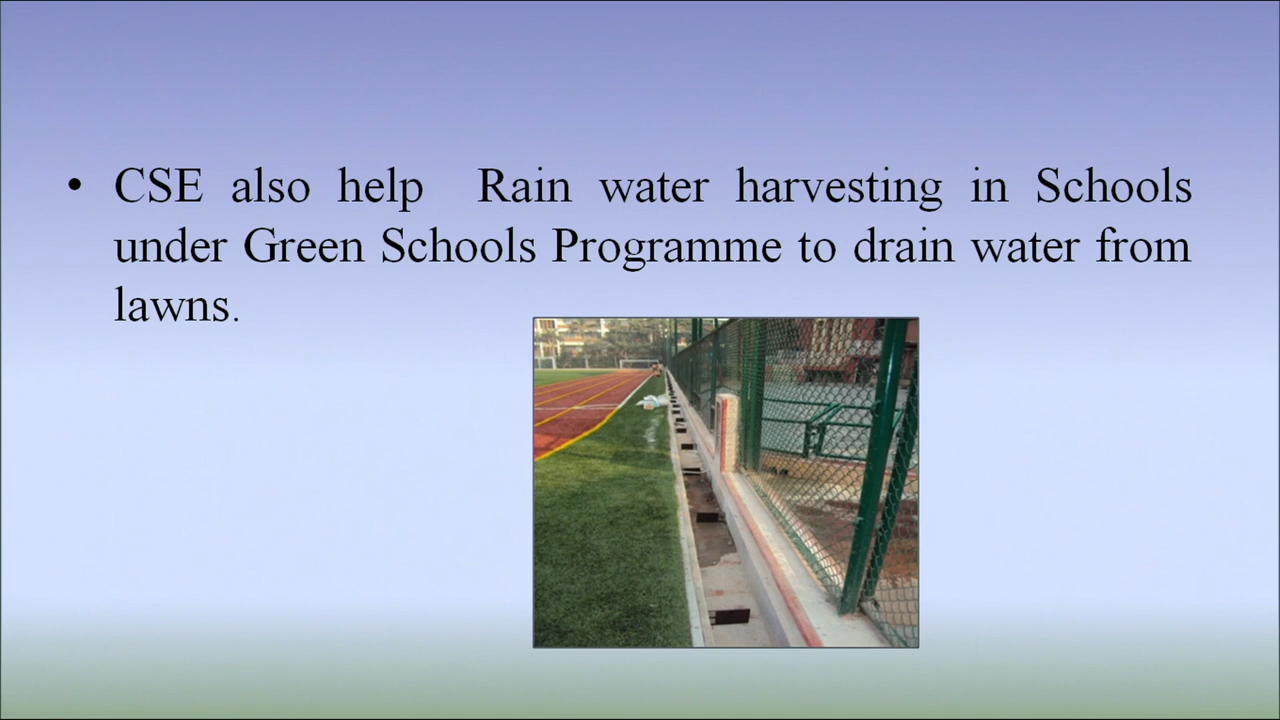 • CSE also help Rain water harvesting in Schools
under Green Schools Programme to drain water from
lawns.